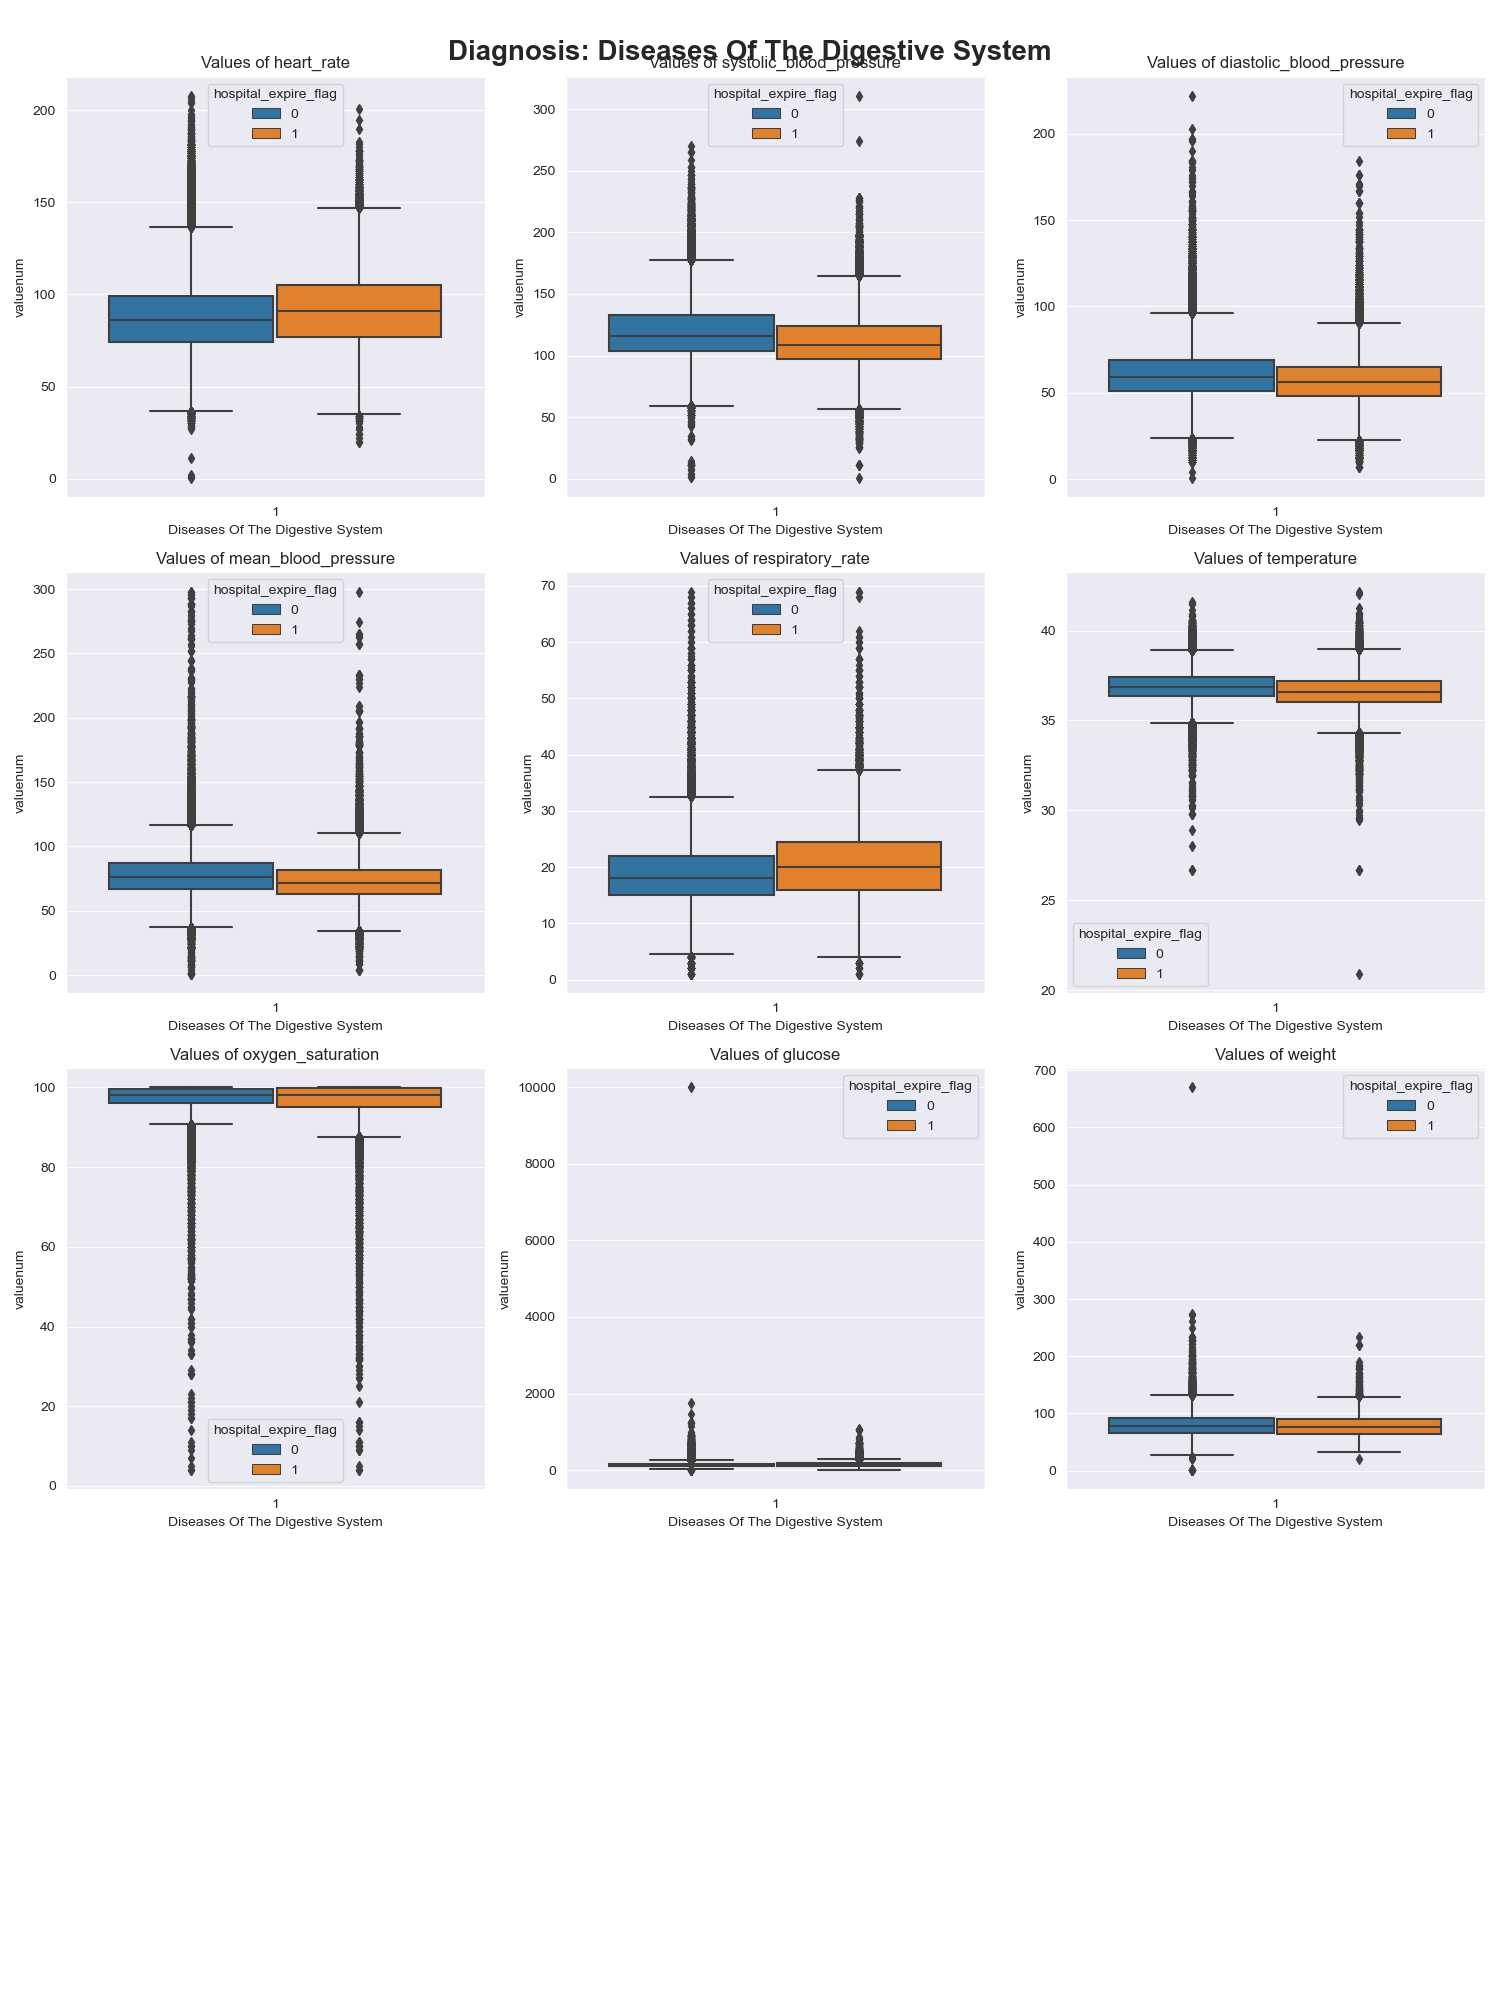 Diagnosis: Diseases Of The Digestive System
Values of heart_rate
valuenum
200
150
100
50
0
hospital_expire_flag
0
1
1
Diseases Of The Digestive System
Values of systolic_blood_pressure
valuenum
300
250
200
150
100
50
0
hospital_expire_flag
0
1
1
Diseases Of The Digestive System
Values of diastolic_blood_pressure
valuenum
200
150
100
50
0
hospital_expire_flag
0
1
1
Diseases Of The Digestive System
Values of mean_blood_pressure
valuenum
300
250
200
150
100
50
0
hospital_expire_flag
0
1
1
Diseases Of The Digestive System
Values of respiratory_rate
valuenum
70
60
50
40
30
20
10
0
hospital_expire_flag
0
1
1
Diseases Of The Digestive System
Values of temperature
valuenum
40
35
30
25
20
hospital_expire_flag
0
1
1
Diseases Of The Digestive System
Values of oxygen_saturation
valuenum
100
80
60
40
20
0
hospital_expire_flag
0
1
1
Diseases Of The Digestive System
Values of glucose
valuenum
10000
8000
6000
4000
2000
0
hospital_expire_flag
0
1
1
Diseases Of The Digestive System
Values of weight
valuenum
700
600
500
400
300
200
100
0
hospital_expire_flag
0
1
1
Diseases Of The Digestive System